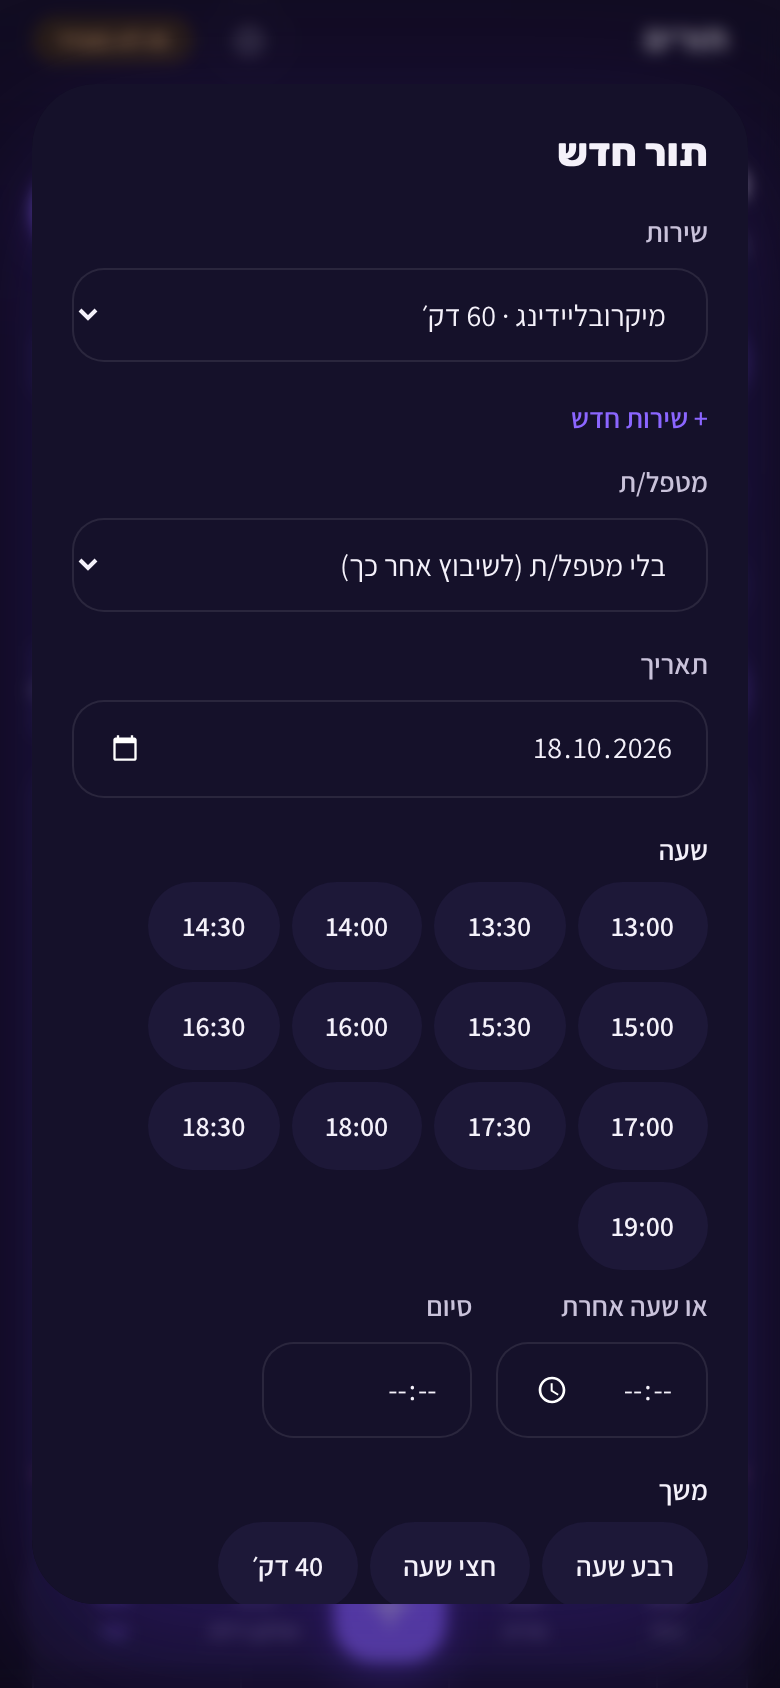 תור חדש
שירות
מיקרובליידינג · 60 דק׳
+ שירות חדש
מטפל/ת
בלי מטפל/ת (לשיבוץ אחר כך)
תאריך
18.10.2026
שעה
13:00 13:30 14:00 14:30
15:00 15:30 16:00 16:30
17:00 17:30 18:00 18:30
19:00
או שעה אחרת סיום
--:-- --:--
משך
רבע שעה חצי שעה 40 דק׳